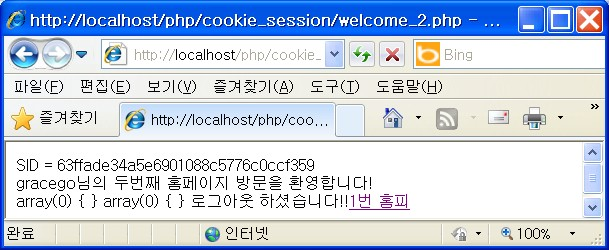 http://localhost/php/cookie_session/welcome_2.php - ...
http://localhost/php/cookie_
Bing
파일(F) 편집(E) 보기(V) 즐겨찾기(A) 도구(T) 도움말(H)
즐겨찾기
http://localhost/php/coo...
SID = 63ffade34a5e6901088c5776c0ccf359
gracego님의 두번째 홈페이지 방문을 환영합니다!
array(0) { } array(0) { } 로그아웃 하셨습니다!!1번 홈피
인터넷
100%